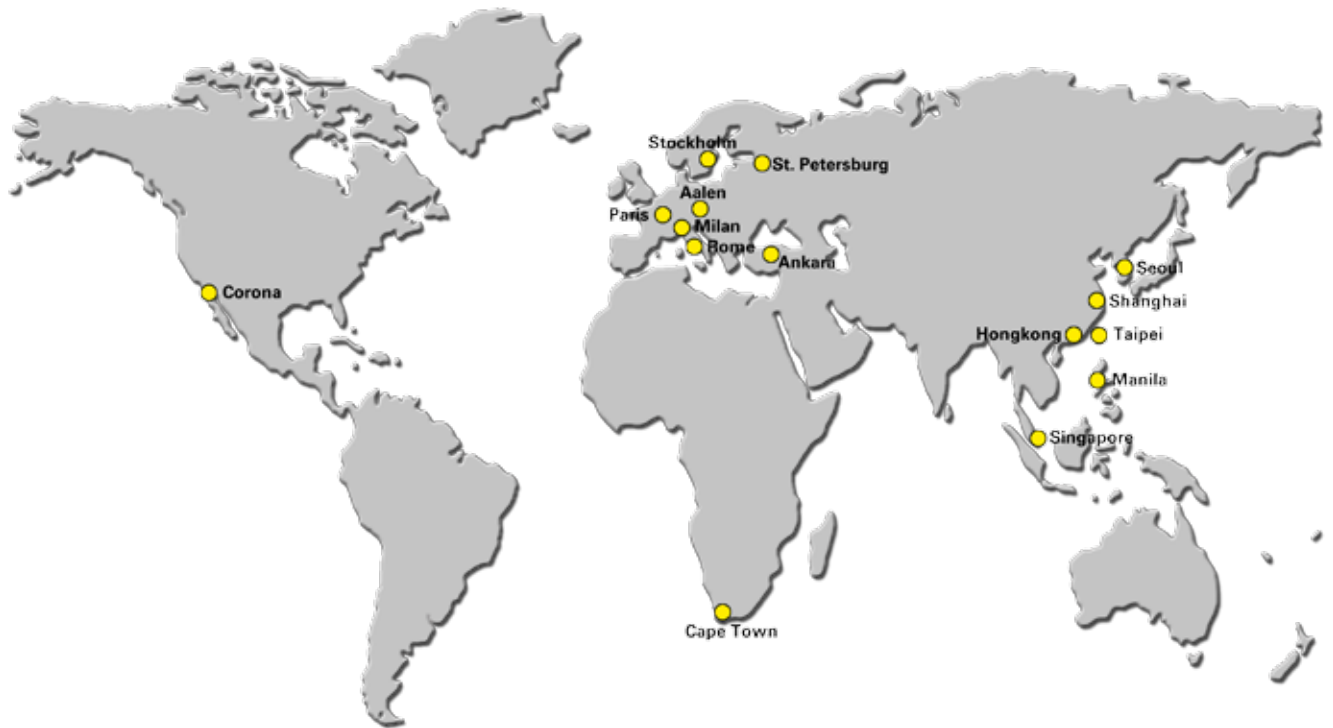 Stockholm
St. Petersburg
Aalen
Paris
Milan
Rome
Ankara
Seoul
Corona
Shanghai
Hongkong
Taipei
Manila
Singapore
Cape Town